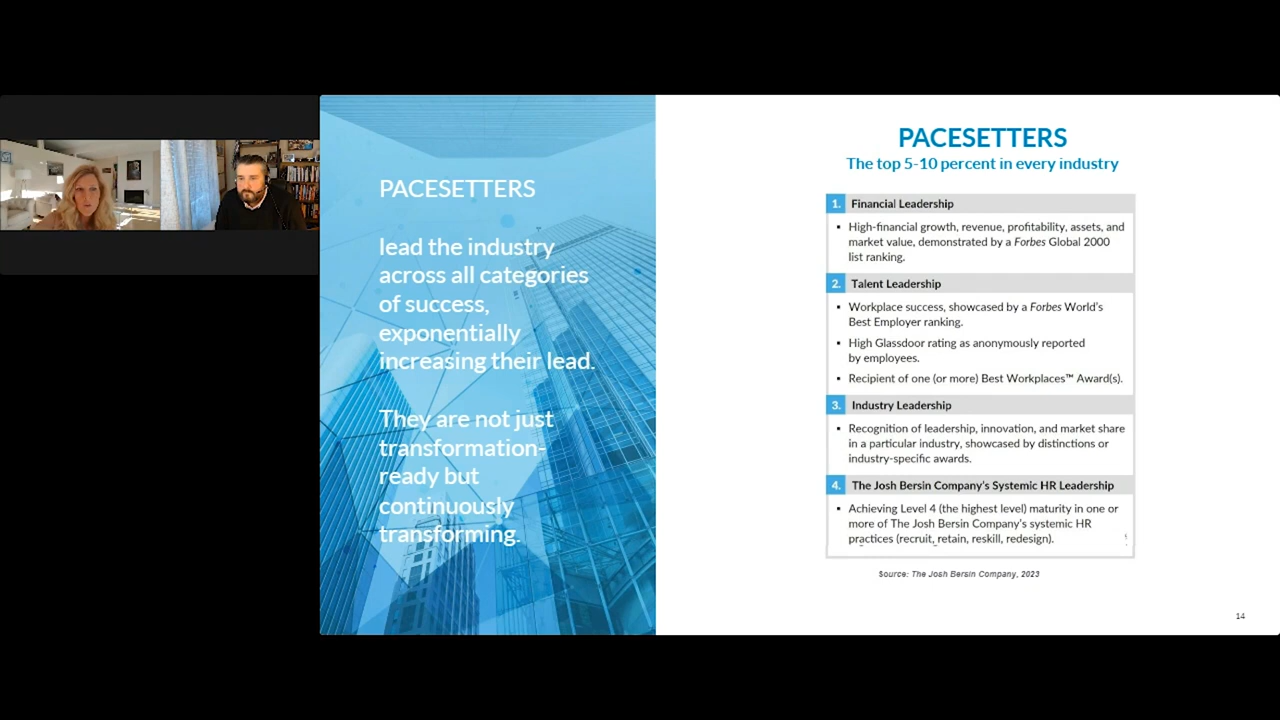 PACESETTERS
lead the industry
across all categories
of success,
exponentially
increasing their lead.
They are not just
transformation-
ready but
continuously
transforming.
PACESETTERS
The top 5-10 percent in every industry
1. Financial Leadership
▪ High-financial growth, revenue, profitability, assets, and
market value, demonstrated by a Forbes Global 2000
list ranking.
2. Talent Leadership
▪ Workplace success, showcased by a Forbes World's
Best Employer ranking.
▪ High Glassdoor rating as anonymously reported
by employees.
▪ Recipient of one (or more) Best Workplaces™ Award(s).
3. Industry Leadership
▪ Recognition of leadership, innovation, and market share
in a particular industry, showcased by distinctions or
industry-specific awards.
4. The Josh Bersin Company's Systemic HR Leadership
▪ Achieving Level 4 (the highest level) maturity in one or
more of The Josh Bersin Company's systemic HR
practices (recruit, retain, reskill, redesign).
Source: The Josh Bersin Company, 2023
14